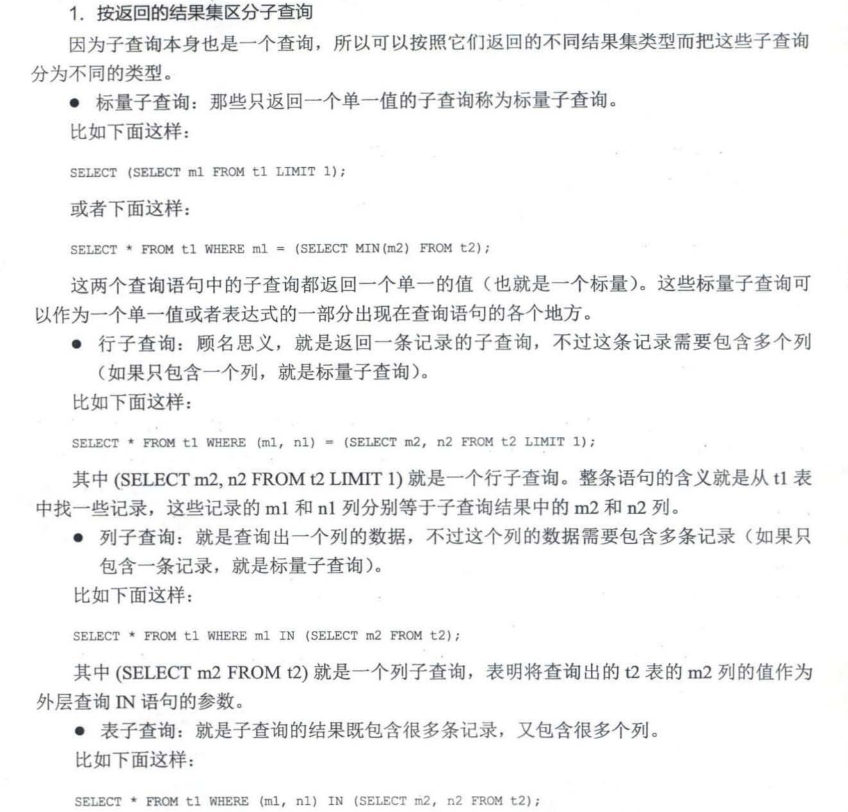 1. 按返回的结果集区分子查询
因为子查询本身也是一个查询，所以可以按照它们返回的不同结果集类型而把这些子查询
分为不同的类型。
● 标量子查询：那些只返回一个单一值的子查询称为标量子查询。
比如下面这样：
SELECT (SELECT m1 FROM t1 LIMIT 1);
或者下面这样：
SELECT * FROM t1 WHERE m1 = (SELECT MIN(m2) FROM t2);
这两个查询语句中的子查询都返回一个单一的值（也就是一个标量）。这些标量子查询可
以作为一个单一值或者表达式的一部分出现在查询语句的各个地方。
● 行子查询：顾名思义，就是返回一条记录的子查询，不过这条记录需要包含多个列
（如果只包含一个列，就是标量子查询）。
比如下面这样：
SELECT * FROM t1 WHERE (m1, n1) = (SELECT m2, n2 FROM t2 LIMIT 1);
其中 (SELECT m2, n2 FROM t2 LIMIT 1) 就是一个行子查询。整条语句的含义就是从 t1 表
中找一些记录，这些记录的 m1 和 n1 列分别等于子查询结果中的 m2 和 n2 列。
● 列子查询：就是查询出一个列的数据，不过这个列的数据需要包含多条记录（如果只
包含一条记录，就是标量子查询）。
比如下面这样：
SELECT * FROM t1 WHERE m1 IN (SELECT m2 FROM t2);
其中 (SELECT m2 FROM t2) 就是一个列子查询，表明将查询出的 t2 表的 m2 列的值作为
外层查询 IN 语句的参数。
● 表子查询：就是子查询的结果既包含很多条记录，又包含很多个列。
比如下面这样：
SELECT * FROM t1 WHERE (m1, n1) IN (SELECT m2, n2 FROM t2);